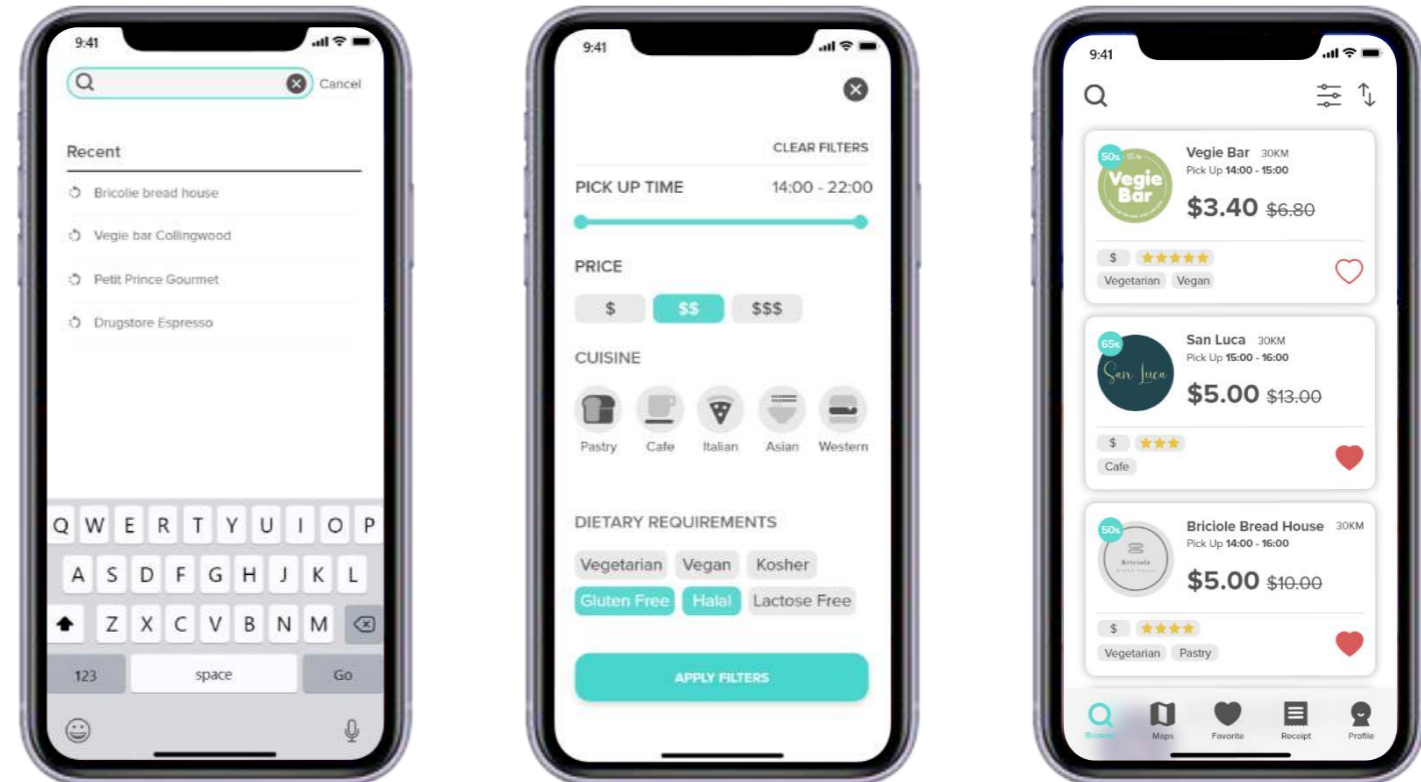 9:41
Cancel
Recent
Bricolie bread house
Vegie bar Collingwood
Petit Prince Gourmet
Drugstore Espresso
Q W E R T Y U I O P
A S D F G H J K L
Z X C V B N M
123 space Go
9:41
CLEAR FILTERS
PICK UP TIME 14:00 - 22:00
PRICE
$ $$ $$$
CUISINE
Pastry Cafe Italian Asian Western
DIETARY REQUIREMENTS
Vegetarian Vegan Kosher
Gluten Free Halal Lactose Free
APPLY FILTERS
9:41
50%
Vegie
Bar
Vegie Bar 30KM
Pick Up 14:00 - 15:00
$3.40 $6.80
$
Vegetarian Vegan
65%
San Luca
San Luca 30KM
Pick Up 15:00 - 16:00
$5.00 $13.00
$
Cafe
50%
Briciole
Briciole Bread House 30KM
Pick Up 14:00 - 16:00
$5.00 $10.00
$
Vegetarian Pastry
Browse Maps Favorite Receipt Profile